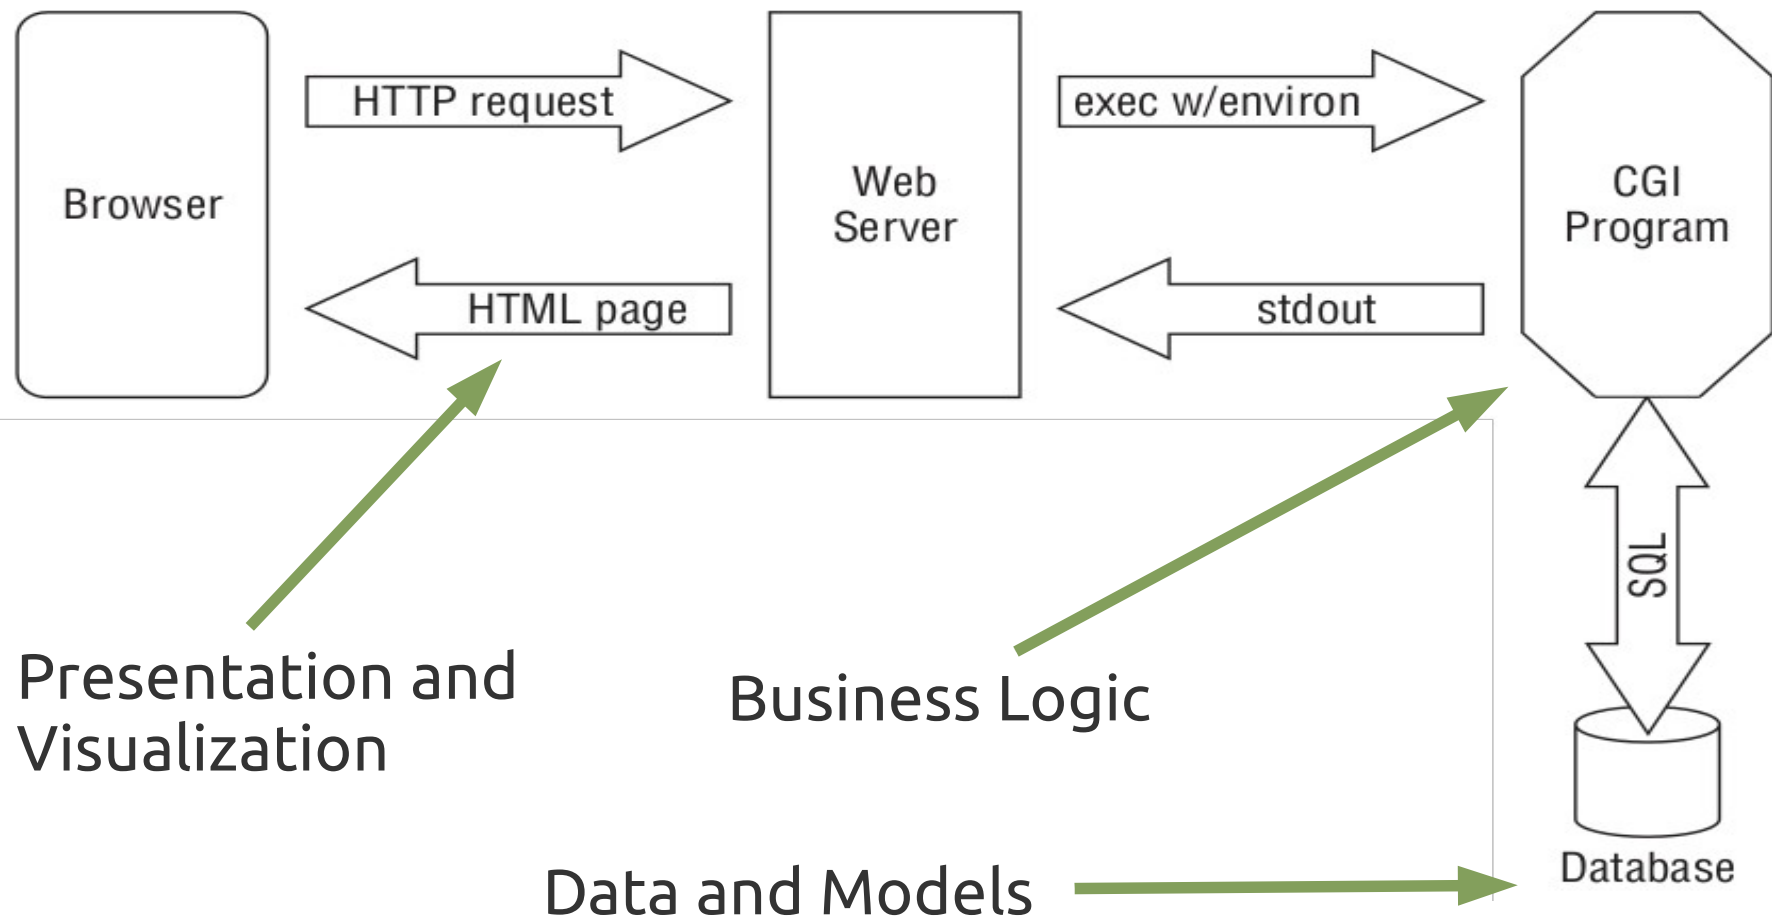 HTTP request
exec w/environ
Browser
Web
Server
CGI
Program
HTML page
stdout
SQL
Presentation and
Visualization
Business Logic
Database
Data and Models